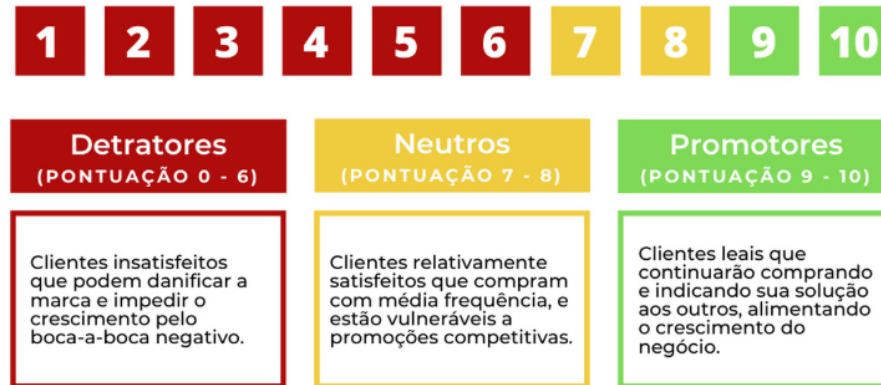 1 2 3 4 5 6 7 8 9 10
Detratores
(PONTUAÇÃO 0 - 6)
Clientes insatisfeitos
que podem danificar a
marca e impedir o
crescimento pelo
boca-a-boca negativo.
Neutros
(PONTUAÇÃO 7 - 8)
Clientes relativamente
satisfeitos que compram
com média frequência, e
estão vulneráveis a
promoções competitivas.
Promotores
(PONTUAÇÃO 9 - 10)
Clientes leais que
continuarão comprando
e indicando sua solução
aos outros, alimentando
o crescimento do
negócio.